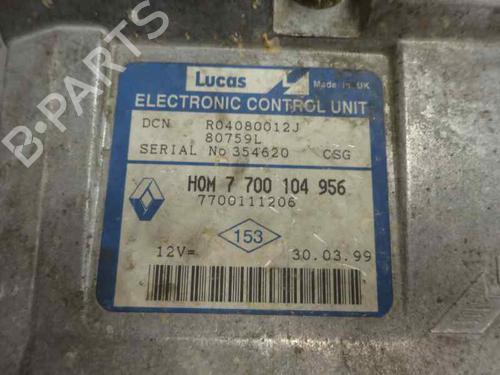 B-PARTS
Lucas
Made in UK
ELECTRONIC CONTROL UNIT
DCN R04080012J
80759L
SERIAL No 354620 CSG
HOM 7 700 104 956
7700111206
153
12V= 30.03.99